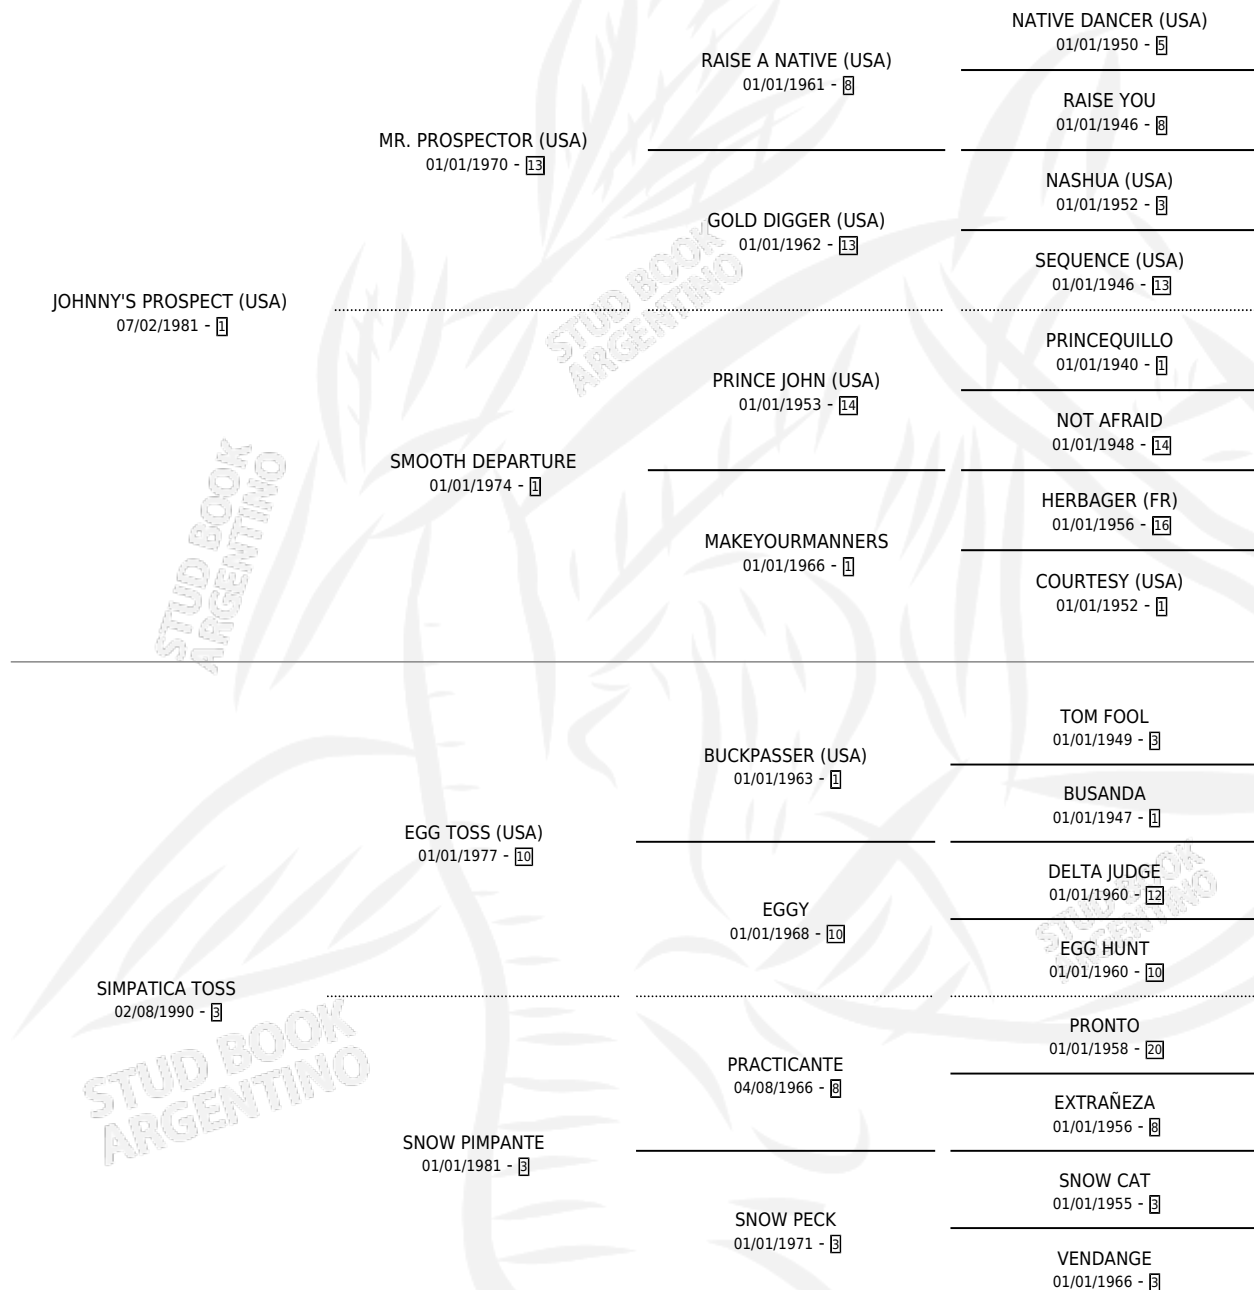 NATIVE DANCER (USA)
01/01/1950 - 5
RAISE A NATIVE (USA)
01/01/1961 - 8
RAISE YOU
01/01/1946 - 8
MR. PROSPECTOR (USA)
01/01/1970 - 13
NASHUA (USA)
01/01/1952 - 3
GOLD DIGGER (USA)
01/01/1962 - 13
SEQUENCE (USA)
01/01/1946 - 13
JOHNNY'S PROSPECT (USA)
07/02/1981 - 1
STUD BOOK
ARGENTINO
PRINCEQUILLO
01/01/1940 - 1
PRINCE JOHN (USA)
01/01/1953 - 14
NOT AFRAID
01/01/1948 - 14
SMOOTH DEPARTURE
01/01/1974 - 1
HERBAGER (FR)
01/01/1956 - 16
MAKEYOURMANNERS
01/01/1966 - 1
COURTESY (USA)
01/01/1952 - 1
STUD BOOK
ARGENTINO
TOM FOOL
01/01/1949 - 3
BUCKPASSER (USA)
01/01/1963 - 1
BUSANDA
01/01/1947 - 1
EGG TOSS (USA)
01/01/1977 - 10
DELTA JUDGE
01/01/1960 - 12
EGGY
01/01/1968 - 10
EGG HUNT
01/01/1960 - 10
STUD BOOK
ARGENTINO
SIMPATICA TOSS
02/08/1990 - 3
STUD BOOK
ARGENTINO
PRONTO
01/01/1958 - 20
PRACTICANTE
04/08/1966 - 8
EXTRAÑEZA
01/01/1956 - 8
SNOW PIMPANTE
01/01/1981 - 3
SNOW CAT
01/01/1955 - 3
SNOW PECK
01/01/1971 - 3
VENDANGE
01/01/1966 - 3